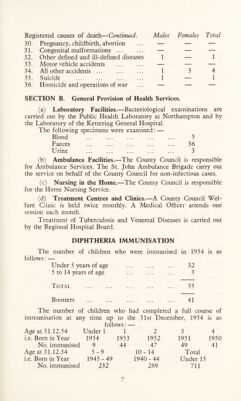 Registered causes of death—Continued. Males Females Total
30. Pregnancy, childbirth, abortion ... — — —
31. Congenital malformations ... ... — — —
32. Other defined and ill-defined diseases 1 — 1
33. Motor vehicle accidents ... ... — — —
34. All other accidents ... ... ... 1 3 4
35. Suicide ... ... ... ... 1 — 1
36. Homicide and operations of war ... — — —
SECTION B. General Provision of Health Services.
(a) Laboratory Facilities.—Bacteriological examinations are
carried out by the Public Health Laboratory at Northampton and by
the Laboratory of the Kettering General Hospital.
The following specimens were examined:—
Blood ... ... ... ... ... 5
Faeces ... ... ... ... ... 36
Urine ... ... ... ... ... 3
(b) Ambulance Facilities.—The County Council is responsible
for Ambulance Services. The St. John Ambulance Brigade carry out
the service on behalf of the County Council for non-infectious cases.
(c) Nursing in the Home.—The County Council is responsible
for the Home Nursing Service.
(d) Treatment Centres and Clinics.—A County Council Wel-
fare Clinic is held twice monthly. A Medical Officer attends one
session each month.
Treatment of Tuberculosis and Venereal Diseases is carried out
by the Regional Hospital Board.
DIPHTHERIA IMMUNISATION
The number of children who were immunised in 1954 is as
follows:—
Under 5 years of age ... ... ... 32
5 to 14 years of age ... ... ... 3
TOTAL ... ... ... ... ... 35
Boosters ... ... ... ... ... 41
The number of children who had completed a full course of
immunisation at any time up to the 31st December, 1954 is as
follows:—
Age at 31.12.54 Under 1 1 2 3 4
i.e. Born in Year 1954 1953 1952 1951 1950
No. immunised 9 44 47 49 41
Age at 31.12.54 5 - 9 10 - 14 Total
i.e. Born in Year 1945 - 49 1940 - 44 Under 15
No. immunised 232 289 711
7